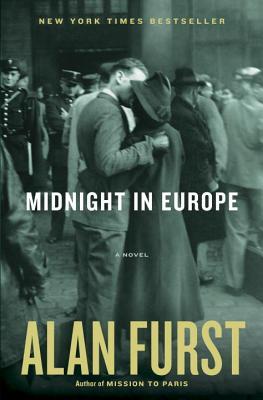 NEW YORK TIMES BESTSELLER
MIDNIGHT IN EUROPE
A NOVEL
ALAN FURST
Author of MISSION TO PARIS